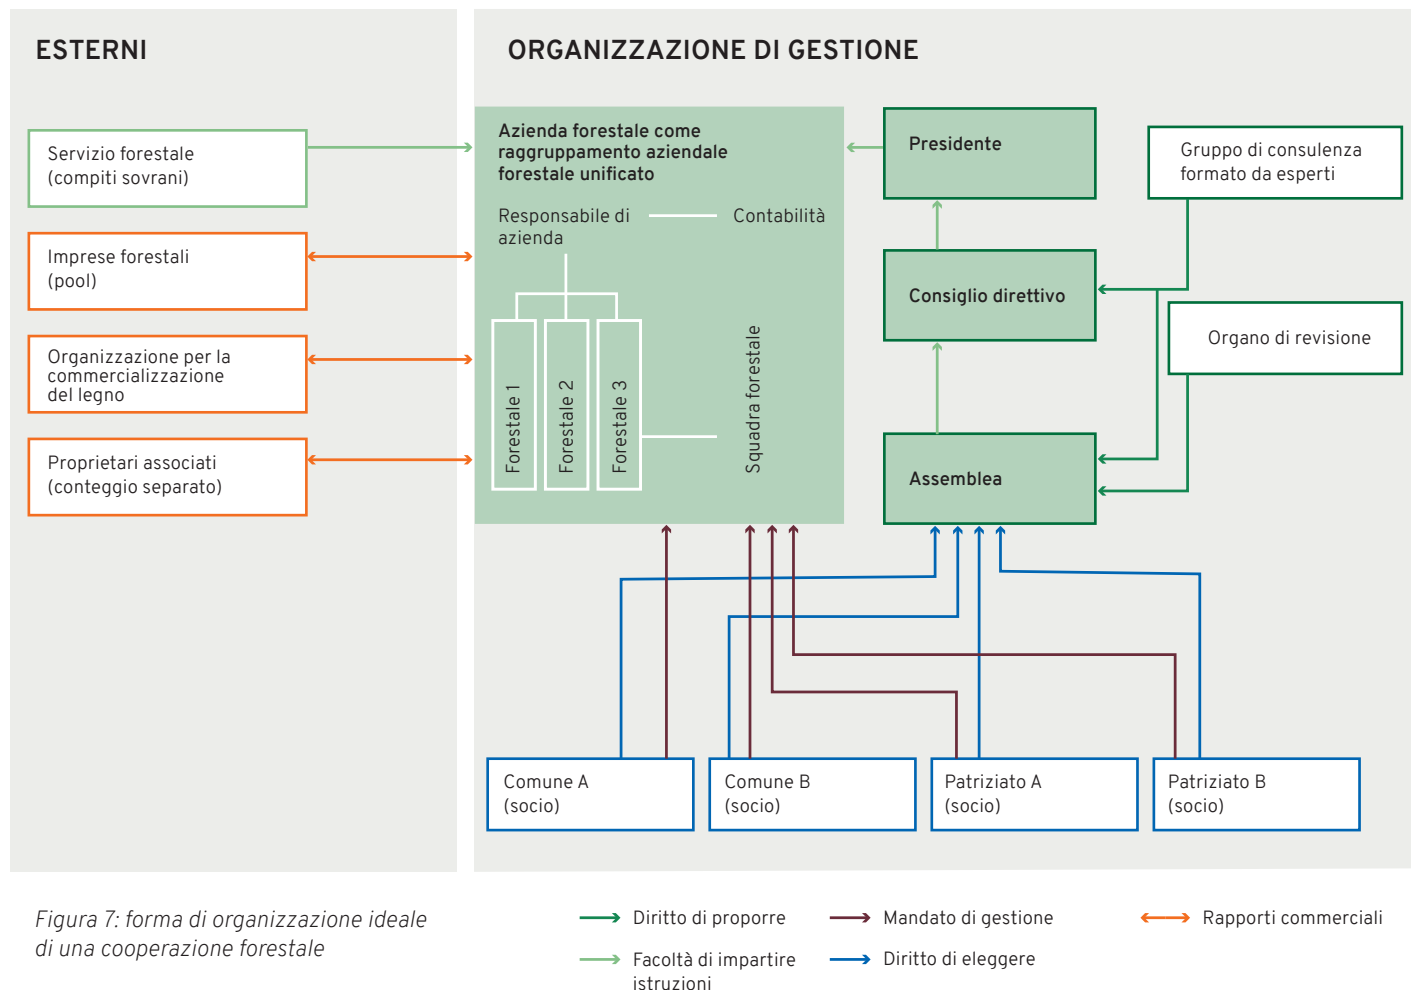 ESTERNI
Servizio forestale
(compiti sovrani)
Imprese forestali
(pool)
Organizzazione per la
commercializzazione
del legno
Proprietari associati
(conteggio separato)
ORGANIZZAZIONE DI GESTIONE
Azienda forestale come
raggruppamento aziendale
forestale unificato
Responsabile di
azienda
Contabilità
Forestale 1
Forestale 2
Forestale 3
Squadra forestale
Presidente
Consiglio direttivo
Assemblea
Gruppo di consulenza
formato da esperti
Organo di revisione
Comune A
(socio)
Comune B
(socio)
Patriziato A
(socio)
Patriziato B
(socio)
Figura 7: forma di organizzazione ideale
di una cooperazione forestale
Diritto di proporre
Facoltà di impartire
istruzioni
Mandato di gestione
Diritto di eleggere
Rapporti commerciali